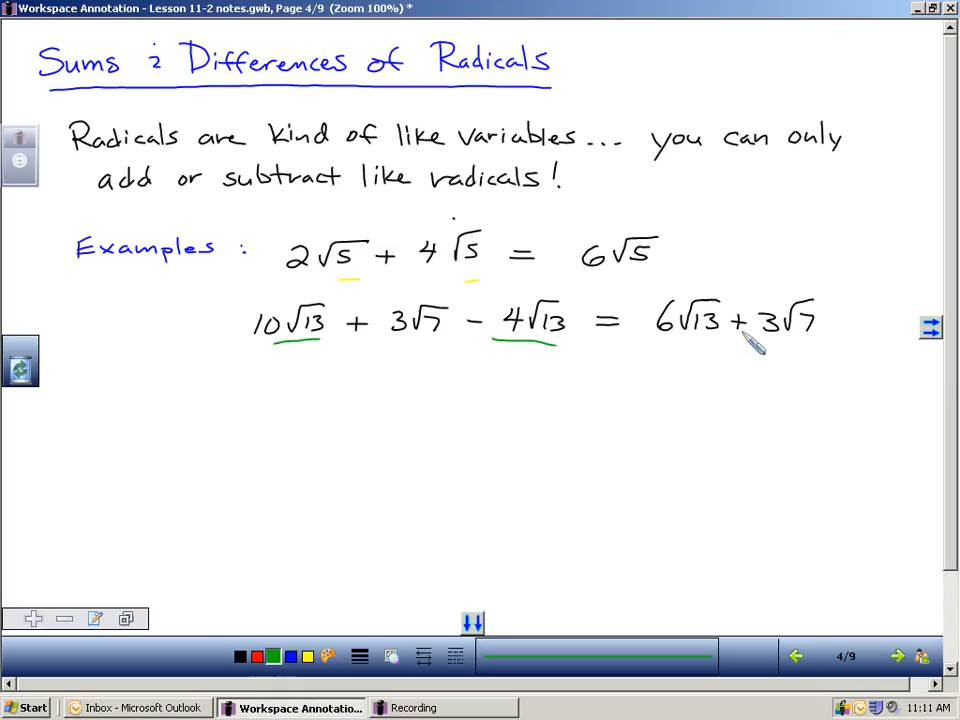 Workspace Annotation - Lesson 11-2 notes.gwb, Page 4/9 (Zoom 100%) *
Sums & Differences of Radicals
Radicals are kind of like variables... you can only
add or subtract like radicals!
Examples : 2√5 + 4√5 = 6√5
10√13 + 3√7 - 4√13 = 6√13 + 3√7
4/9
Start Inbox - Microsoft Outlook Workspace Annotatio... Recording 11:11 AM